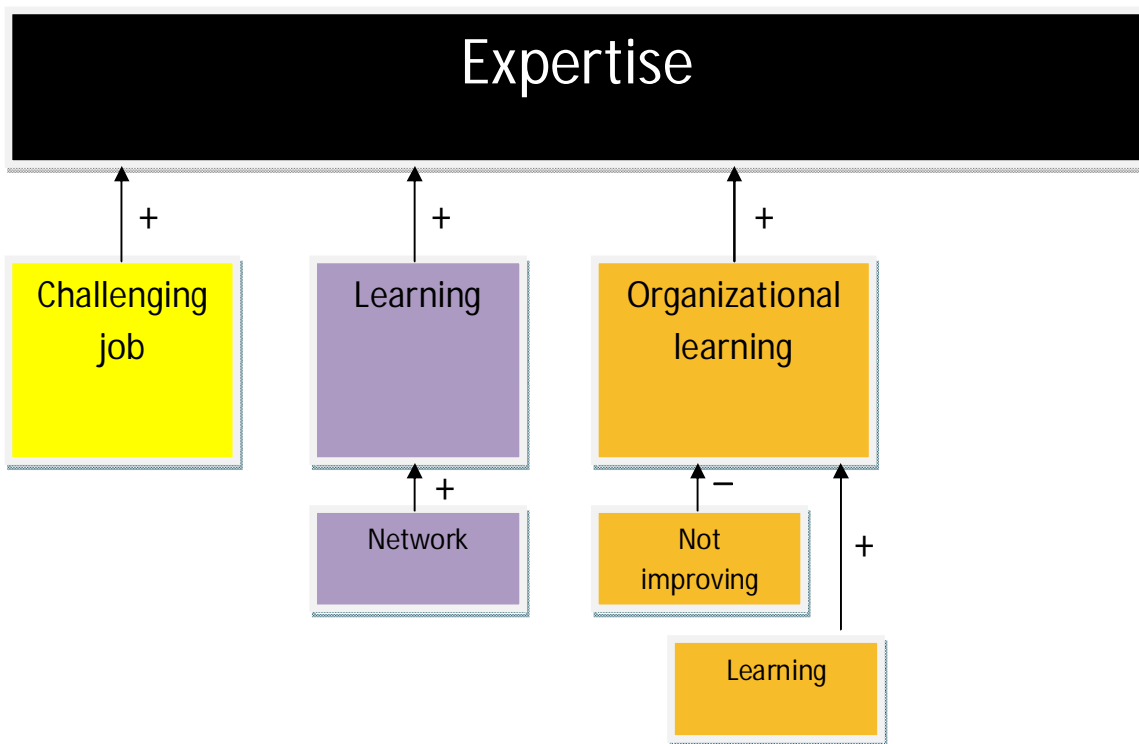 Expertise
+
+
+
Challenging
job
Learning
Organizational
learning
+
–
Network
Not
improving
+
Learning